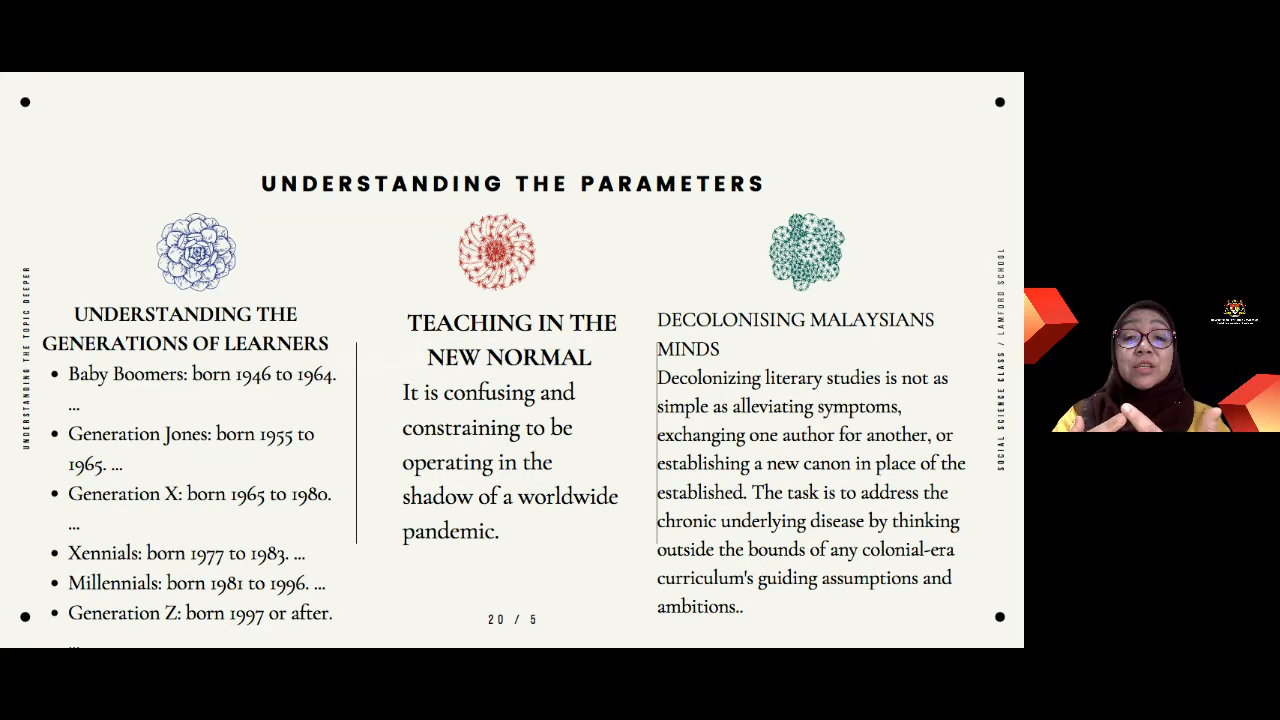 UNDERSTANDING THE PARAMETERS
UNDERSTANDING THE TOPIC DEEPER
UNDERSTANDING THE
GENERATIONS OF LEARNERS
• Baby Boomers: born 1946 to 1964.
...
• Generation Jones: born 1955 to
1965. ...
• Generation X: born 1965 to 1980.
...
• Xennials: born 1977 to 1983. ...
• Millennials: born 1981 to 1996. ...
• Generation Z: born 1997 or after.
...
TEACHING IN THE
NEW NORMAL
It is confusing and
constraining to be
operating in the
shadow of a worldwide
pandemic.
DECOLONISING MALAYSIANS
MINDS
Decolonizing literary studies is not as
simple as alleviating symptoms,
exchanging one author for another, or
establishing a new canon in place of the
established. The task is to address the
chronic underlying disease by thinking
outside the bounds of any colonial-era
curriculum's guiding assumptions and
ambitions..
20 / 5
SOCIAL SCIENCE CLASS / LAMFORD SCHOOL